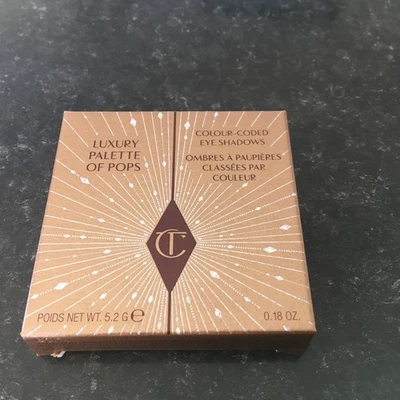 LUXURY
PALETTE
OF POPS
COLOUR-CODED
EYE SHADOWS
OMBRES À PAUPIÈRES
CLASSÉES PAR
COULEUR
CT
POIDS NET WT. 5.2 G ℮
0.18 OZ.